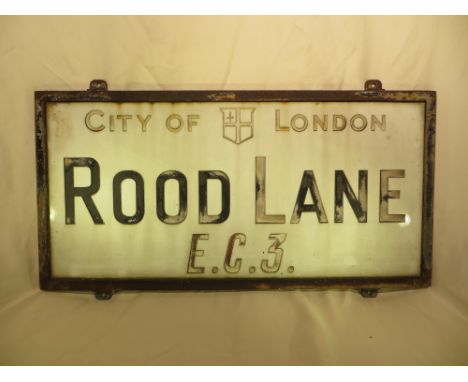 CITY OF LONDON
ROOD LANE
E.C.3.